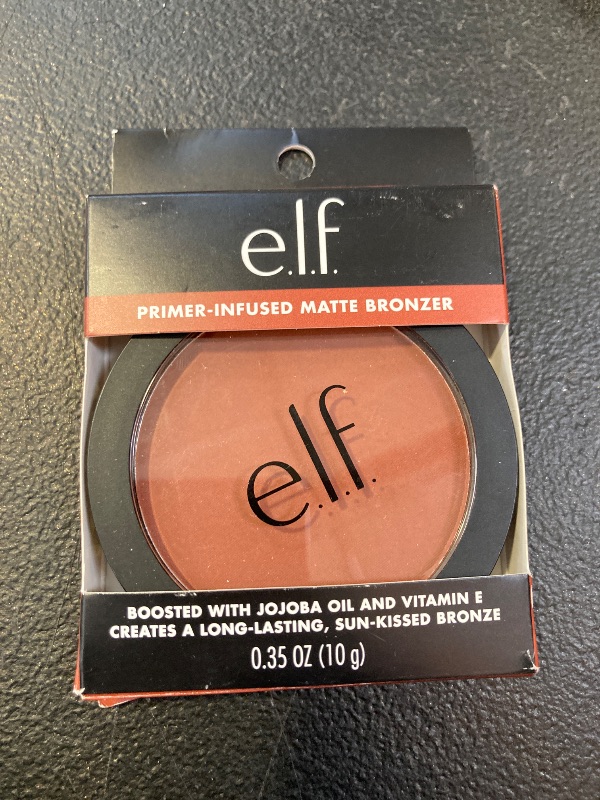 e.l.f.
PRIMER-INFUSED MATTE BRONZER
e.l.f.
BOOSTED WITH JOJOBA OIL AND VITAMIN E
CREATES A LONG-LASTING, SUN-KISSED BRONZE
0.35 OZ (10 g)